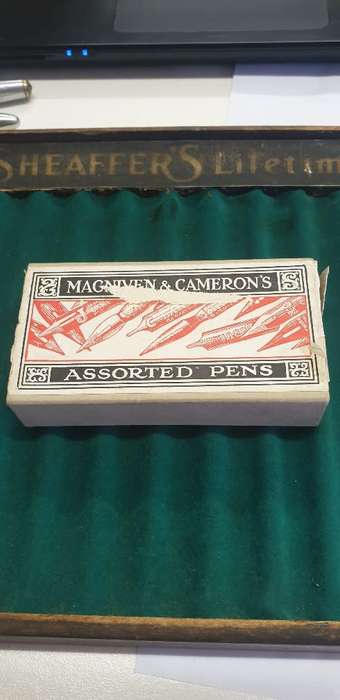 SHEAFFER'S Lifetim
MACNIVEN & CAMERON'S
ASSORTED PENS